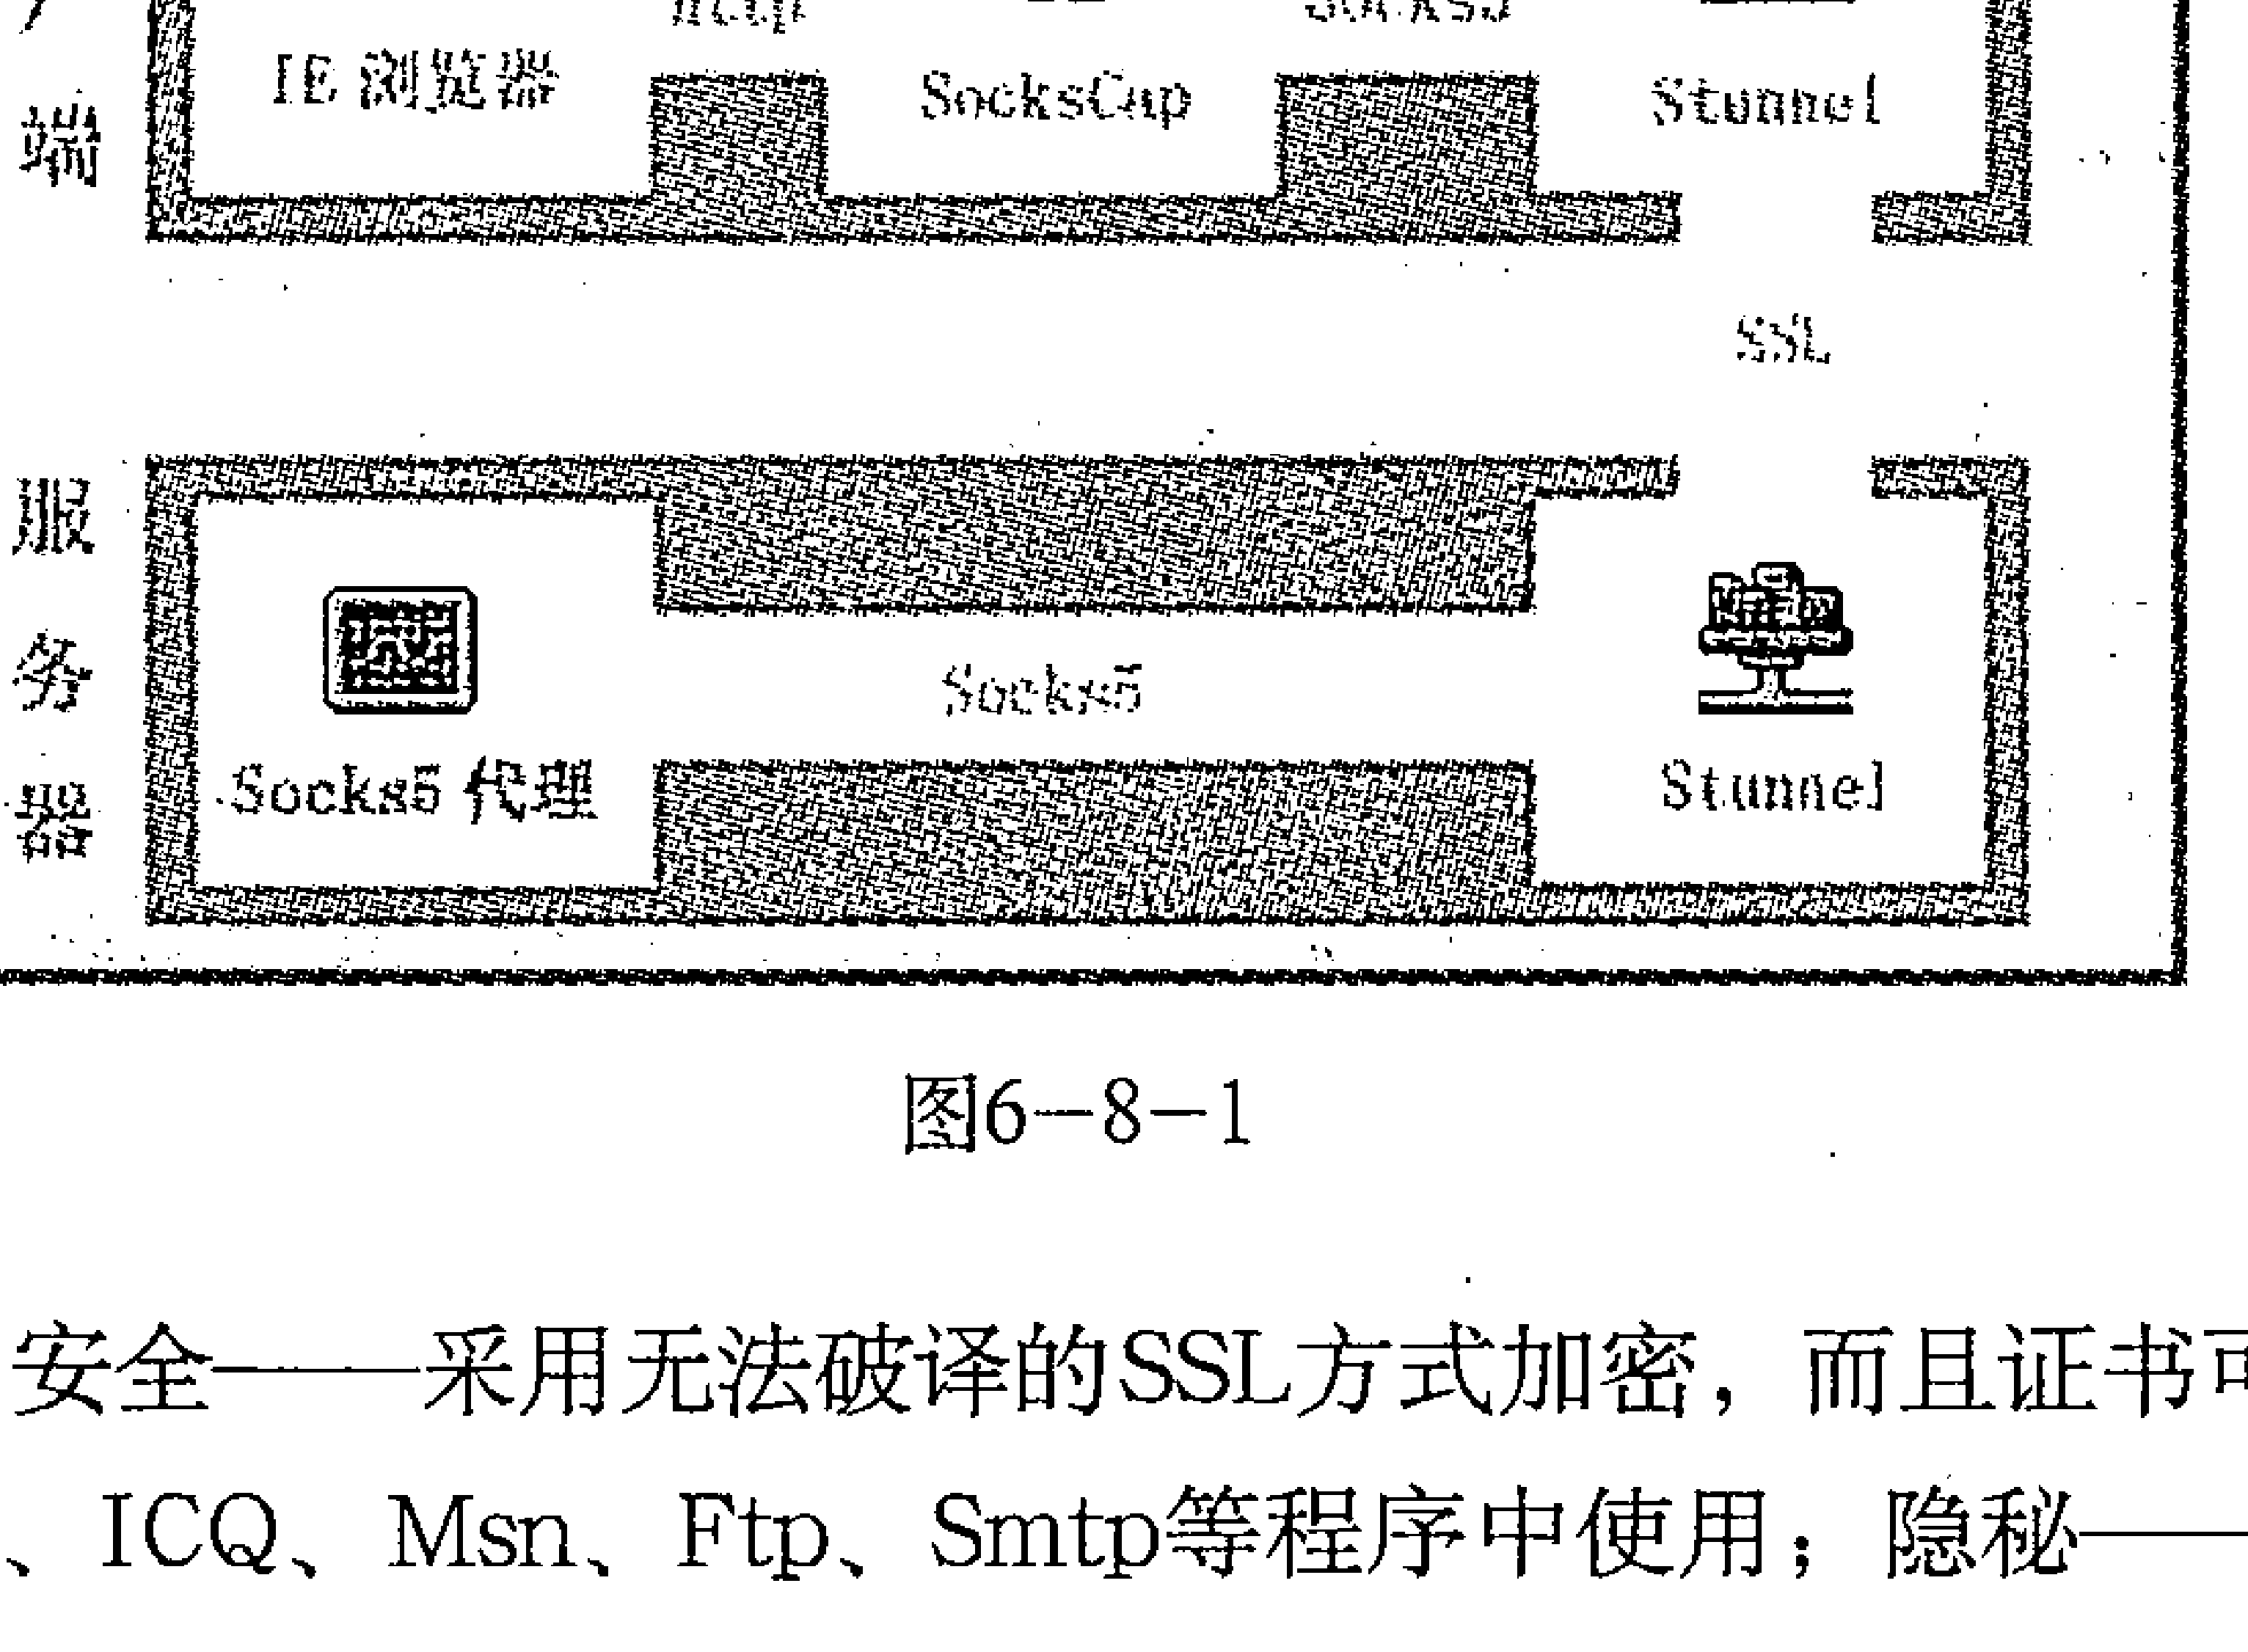 端
IE 浏览器
SocksCap
Stunnel
SSL
服务器
Socks5
Socks5 代理
Stunnel
图6-8-1
安全——采用无法破译的SSL方式加密，而且证书可
、ICQ、Msn、Ftp、Smtp等程序中使用；隐秘——